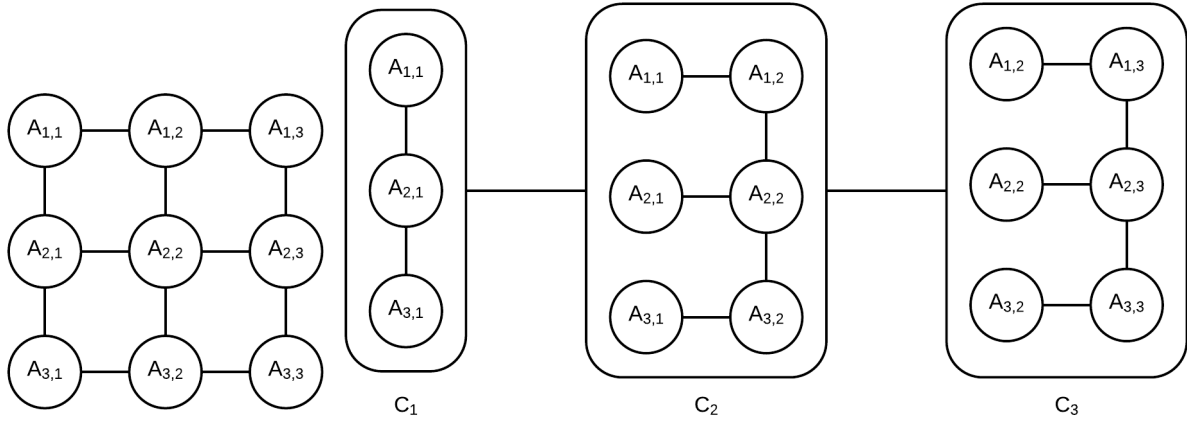 A1,1 A1,2 A1,3
A2,1 A2,2 A2,3
A3,1 A3,2 A3,3
A1,1
A2,1
A3,1
C1
A1,1 A1,2
A2,1 A2,2
A3,1 A3,2
C2
A1,2 A1,3
A2,2 A2,3
A3,2 A3,3
C3